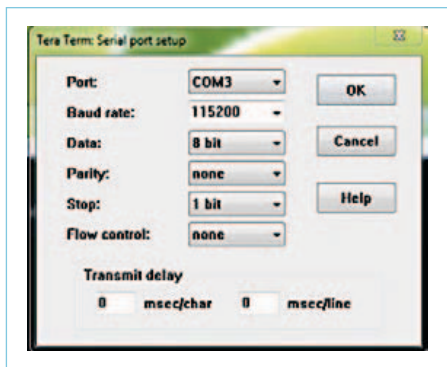 Tera Term: Serial port setup
Port: COM3
OK
Baud rate: 115200
Data: 8 bit
Cancel
Parity: none
Stop: 1 bit
Help
Flow control: none
Transmit delay
0 msec/char 0 msec/line